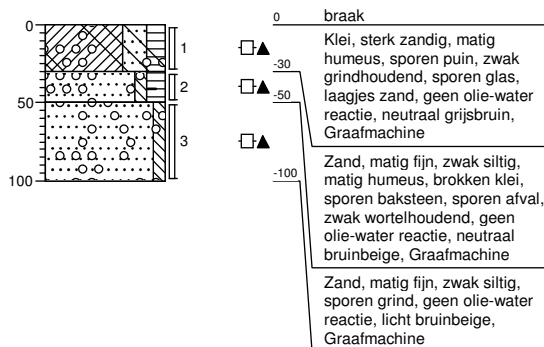 0
50
100
1
2
3
0
braak
Klei, sterk zandig, matig
humeus, sporen puin, zwak
grindhoudend, sporen glas,
laagjes zand, geen olie-water
reactie, neutraal grijsbruin,
Graafmachine
-30
Zand, matig fijn, zwak siltig,
matig humeus, brokken klei,
sporen baksteen, sporen afval,
zwak wortelhoudend, geen
olie-water reactie, neutraal
bruinbeige, Graafmachine
-50
Zand, matig fijn, zwak siltig,
sporen grind, geen olie-water
reactie, licht bruinbeige,
Graafmachine
-100